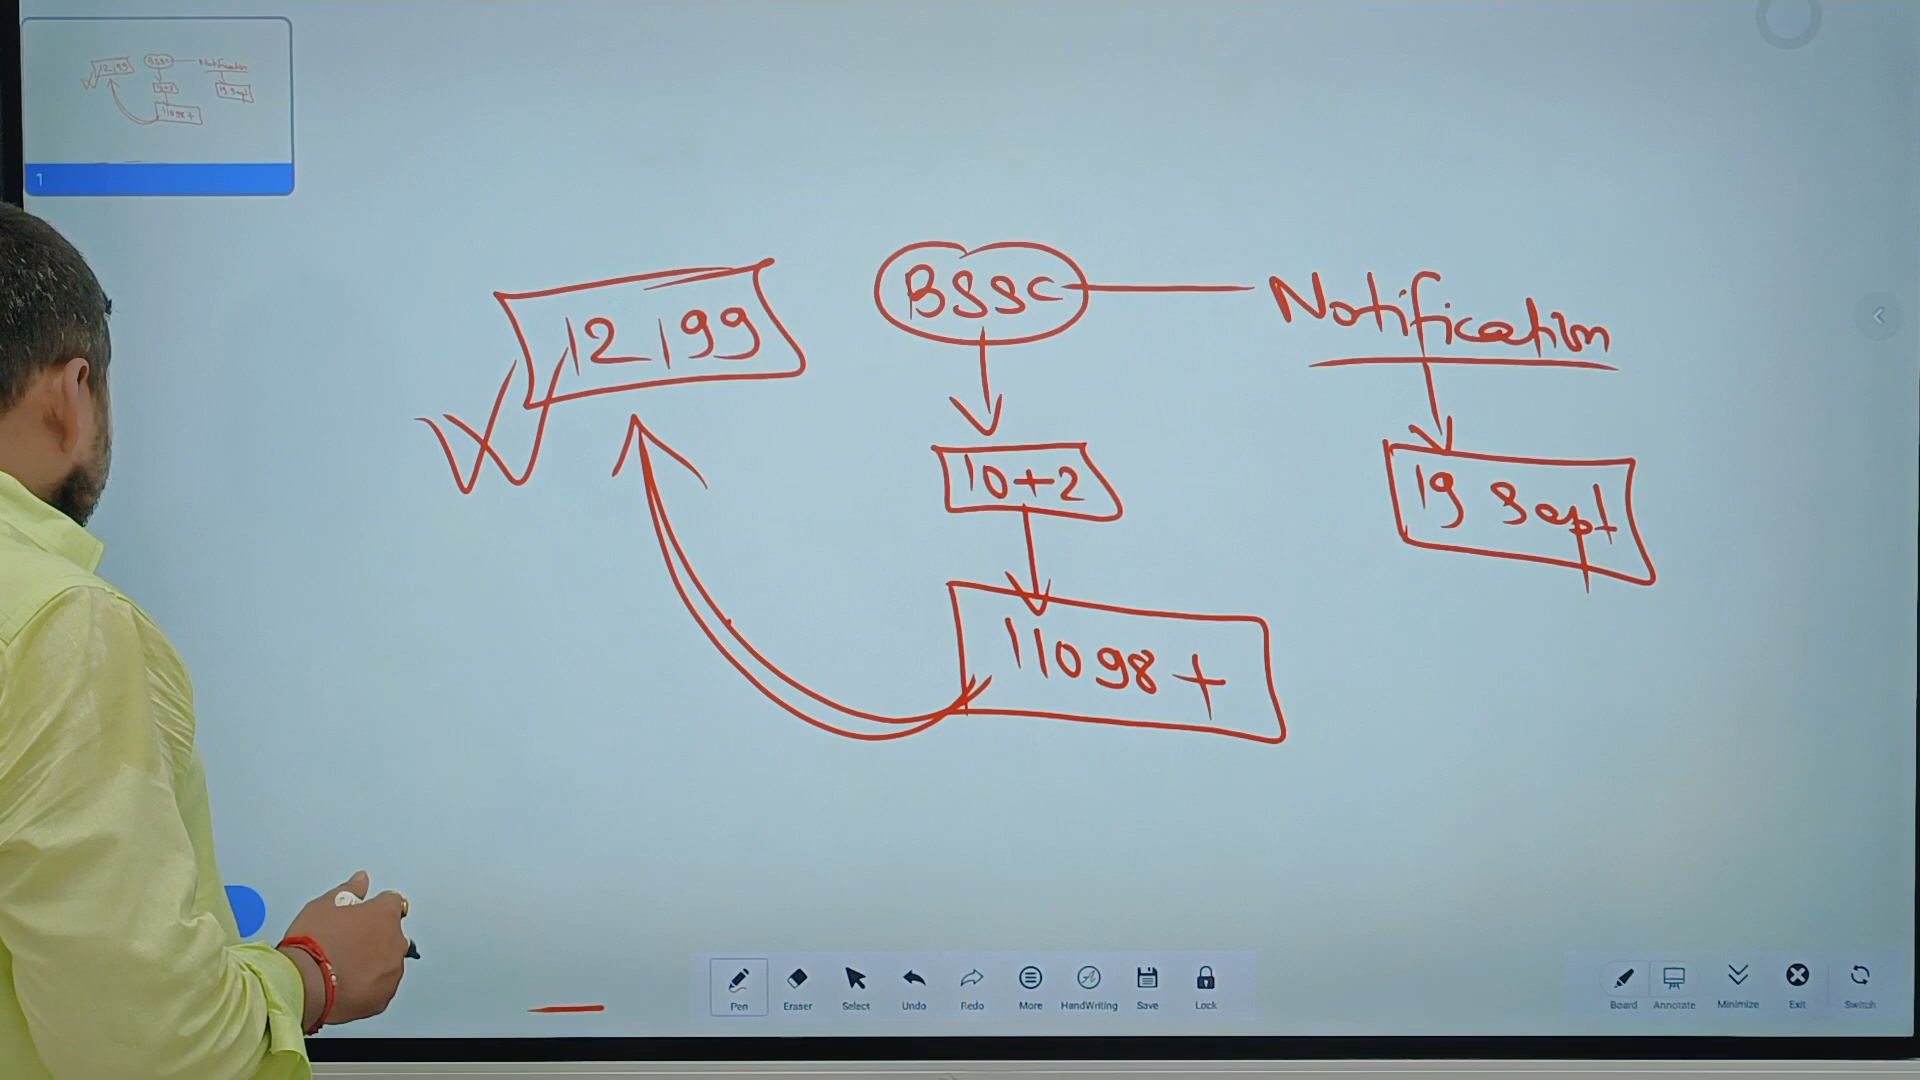 1
12199
BSSC
Notification
10+2
19 Sept
11098+
Pen
Eraser
Select
Undo
Redo
More
HandWriting
Save
Lock
Board
Annotate
Minimize
Exit
Switch